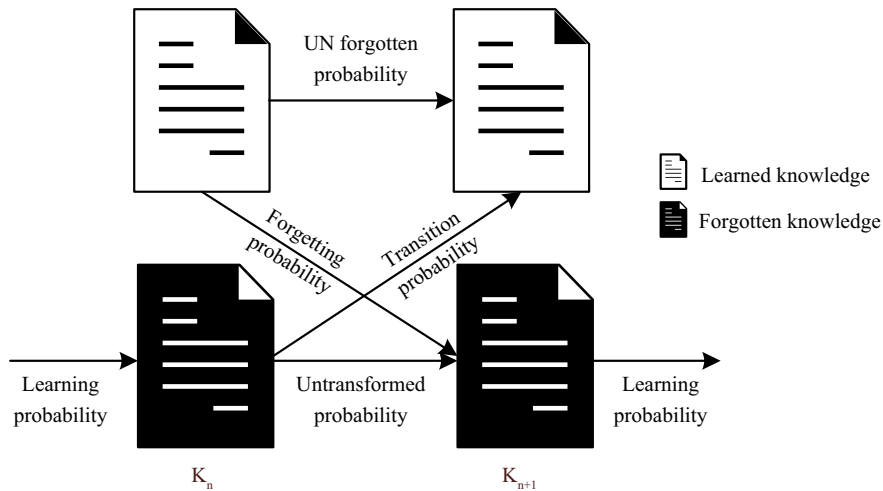 UN forgotten
probability
Learned knowledge
Forgotten knowledge
Forgetting
probability
Transition
probability
Learning
probability
Untransformed
probability
Learning
probability
Kn
Kn+1